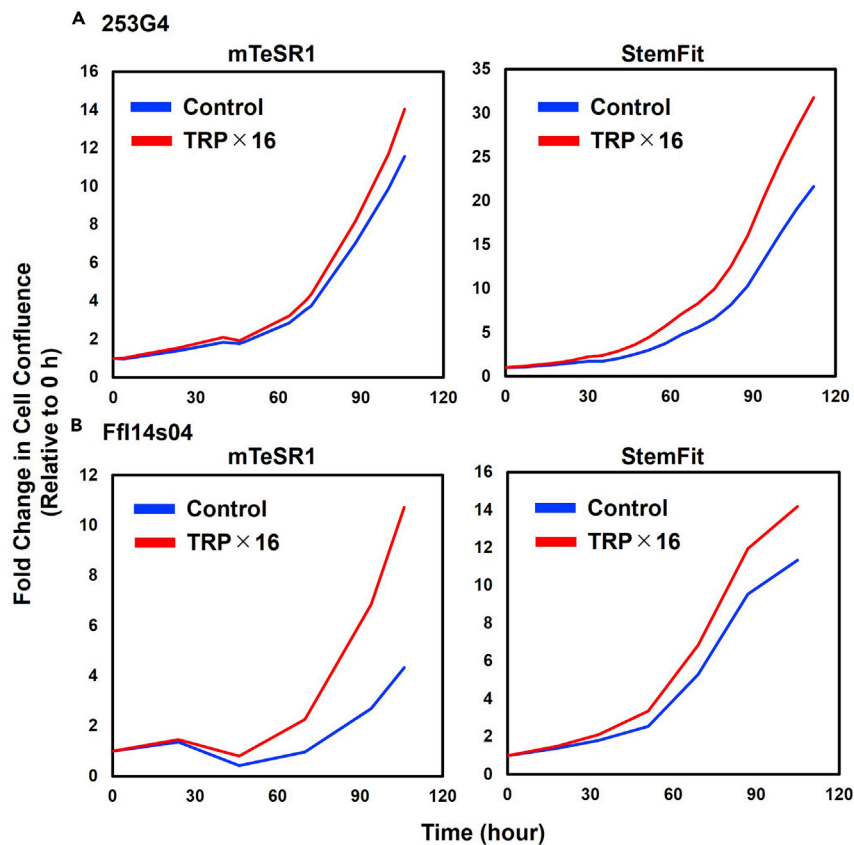 A 253G4
mTeSR1
16
14
12
10
8
6
4
2
0
0 30 60 90 120
Control
TRP×16
StemFit
35
30
25
20
15
10
5
0
0 30 60 90 120
Control
TRP×16
Fold Change in Cell Confluence
(Relative to 0 h)
B Ffl14s04
mTeSR1
12
10
8
6
4
2
0
0 30 60 90 120
Control
TRP×16
StemFit
16
14
12
10
8
6
4
2
0
0 30 60 90 120
Control
TRP×16
Time (hour)